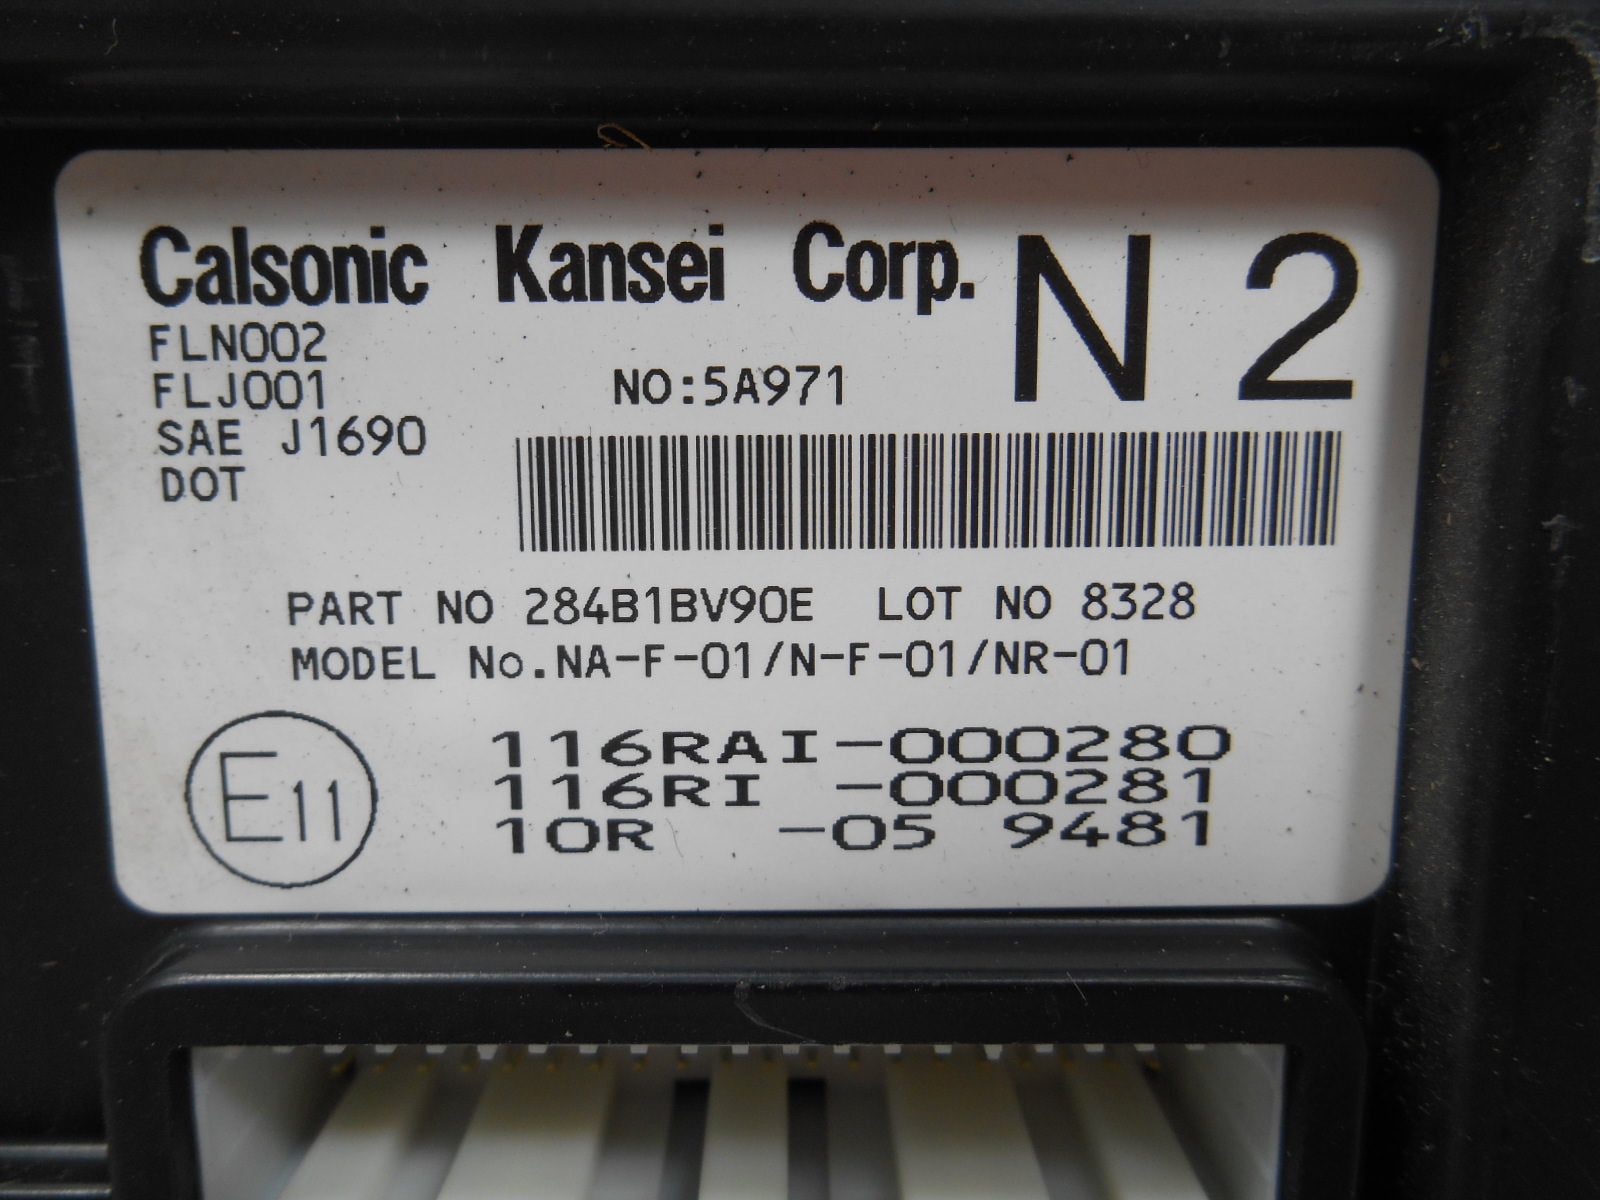 Calsonic Kansei Corp. N 2
FLN002
FLJ001
NO:5A971
SAE J1690
DOT
PART NO 284B1BV90E LOT NO 8328
MODEL No.NA-F-01/N-F-01/NR-01
E11
116RAI-000280
116RI -000281
10R -05 9481